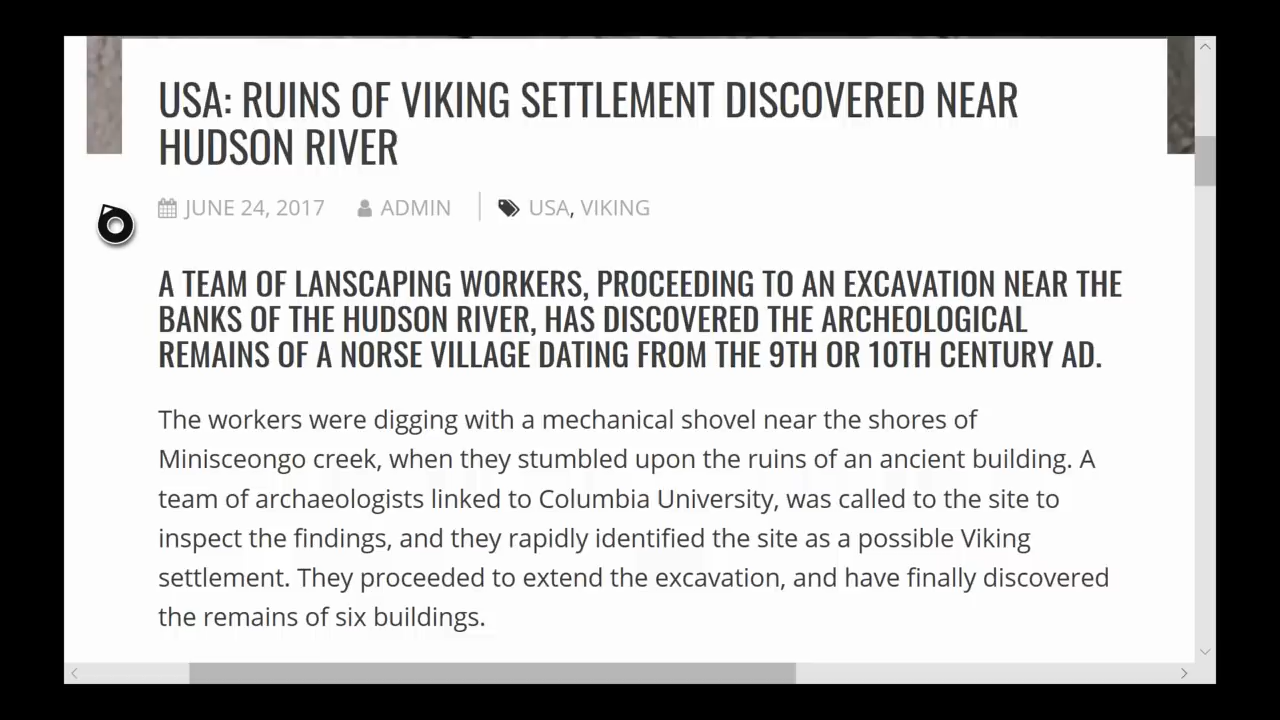 USA: RUINS OF VIKING SETTLEMENT DISCOVERED NEAR
HUDSON RIVER
JUNE 24, 2017 ADMIN USA, VIKING
A TEAM OF LANSCAPING WORKERS, PROCEEDING TO AN EXCAVATION NEAR THE
BANKS OF THE HUDSON RIVER, HAS DISCOVERED THE ARCHEOLOGICAL
REMAINS OF A NORSE VILLAGE DATING FROM THE 9TH OR 10TH CENTURY AD.
The workers were digging with a mechanical shovel near the shores of
Minisceongo creek, when they stumbled upon the ruins of an ancient building. A
team of archaeologists linked to Columbia University, was called to the site to
inspect the findings, and they rapidly identified the site as a possible Viking
settlement. They proceeded to extend the excavation, and have finally discovered
the remains of six buildings.